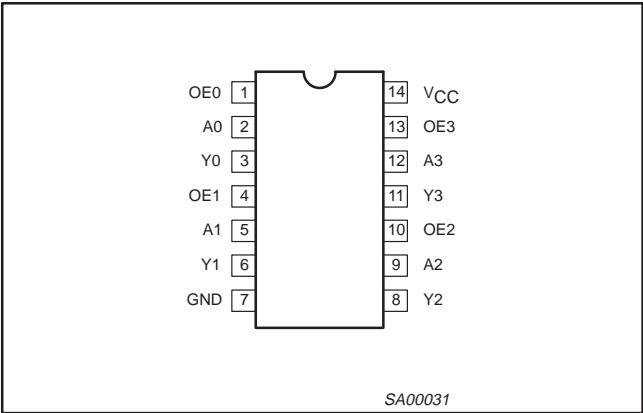 OE0 1 14 VCC
A0 2 13 OE3
Y0 3 12 A3
OE1 4 11 Y3
A1 5 10 OE2
Y1 6 9 A2
GND 7 8 Y2
SA00031